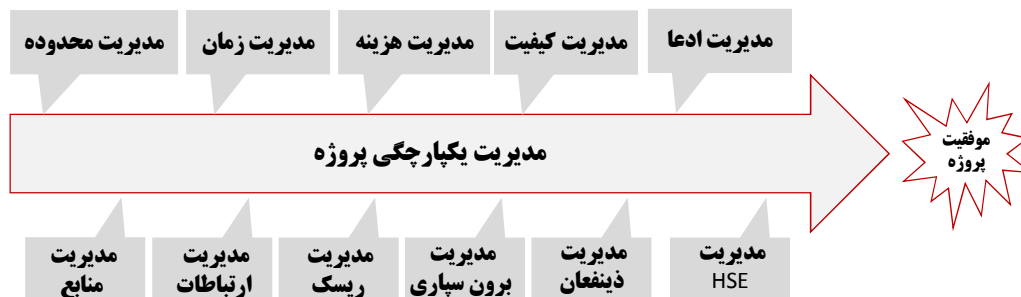 مدیریت ادعا
مدیریت کیفیت
مدیریت هزینه
مدیریت زمان
مدیریت محدوده
مدیریت یکپارچگی پروژه
موفقیت
پروژه
مدیریت
HSE
مدیریت
ذینفعان
مدیریت
برون سپاری
مدیریت
ریسک
مدیریت
ارتباطات
مدیریت
منابع